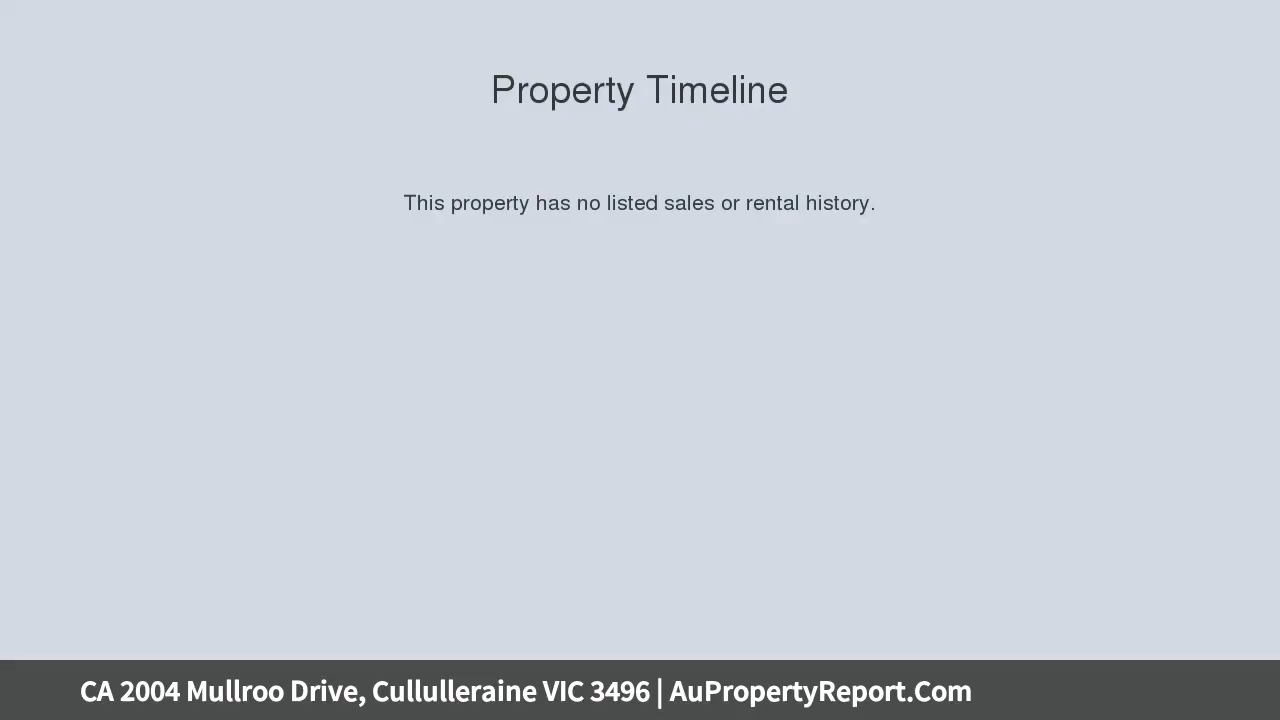 Property Timeline
This property has no listed sales or rental history.
CA 2004 Mullroo Drive, Cullulleraine VIC 3496 | AuPropertyReport.Com